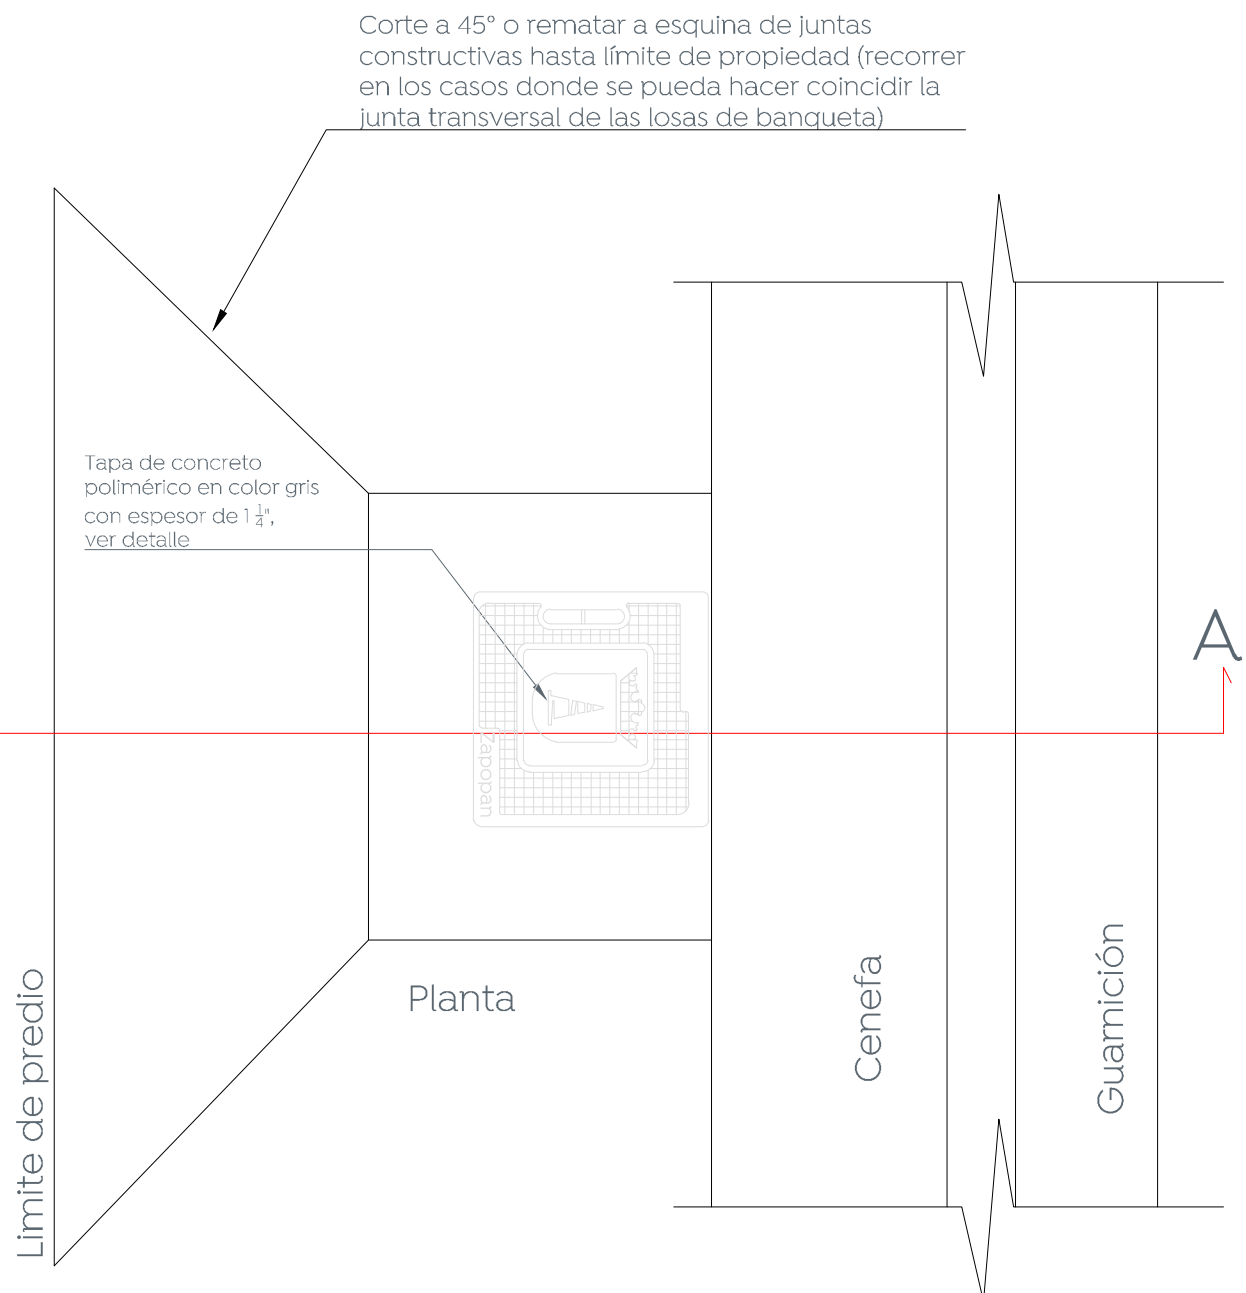 Corte a 45° o rematar a esquina de juntas
constructivas hasta límite de propiedad (recorrer
en los casos donde se pueda hacer coincidir la
junta transversal de las losas de banqueta)
Tapa de concreto
polimérico en color gris
con espesor de 1 1/4",
ver detalle
A
Zapopan
Planta
Limite de predio
Cenefa
Guarnición